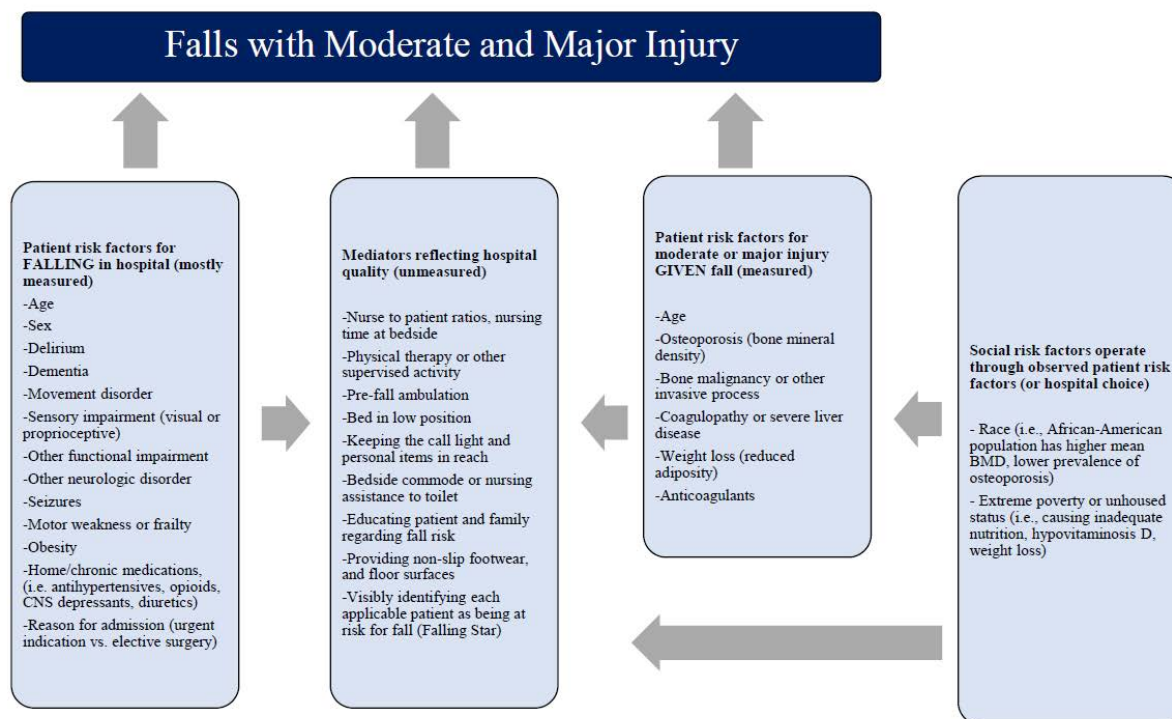 Falls with Moderate and Major Injury
Patient risk factors for
FALLING in hospital (mostly
measured)
-Age
-Sex
-Delirium
-Dementia
-Movement disorder
-Sensory impairment (visual or
proprioceptive)
-Other functional impairment
-Other neurologic disorder
-Seizures
-Motor weakness or frailty
-Obesity
-Home/chronic medications,
(i.e. antihypertensives, opioids,
CNS depressants, diuretics)
-Reason for admission (urgent
indication vs. elective surgery)
Mediators reflecting hospital
quality (unmeasured)
-Nurse to patient ratios, nursing
time at bedside
-Physical therapy or other
supervised activity
-Pre-fall ambulation
-Bed in low position
-Keeping the call light and
personal items in reach
-Bedside commode or nursing
assistance to toilet
-Educating patient and family
regarding fall risk
-Providing non-slip footwear,
and floor surfaces
-Visibly identifying each
applicable patient as being at
risk for fall (Falling Star)
Patient risk factors for
moderate or major injury
GIVEN fall (measured)
-Age
-Osteoporosis (bone mineral
density)
-Bone malignancy or other
invasive process
-Coagulopathy or severe liver
disease
-Weight loss (reduced
adiposity)
-Anticoagulants
Social risk factors operate
through observed patient risk
factors (or hospital choice)
- Race (i.e., African-American
population has higher mean
BMD, lower prevalence of
osteoporosis)
- Extreme poverty or unhoused
status (i.e., causing inadequate
nutrition, hypovitaminosis D,
weight loss)